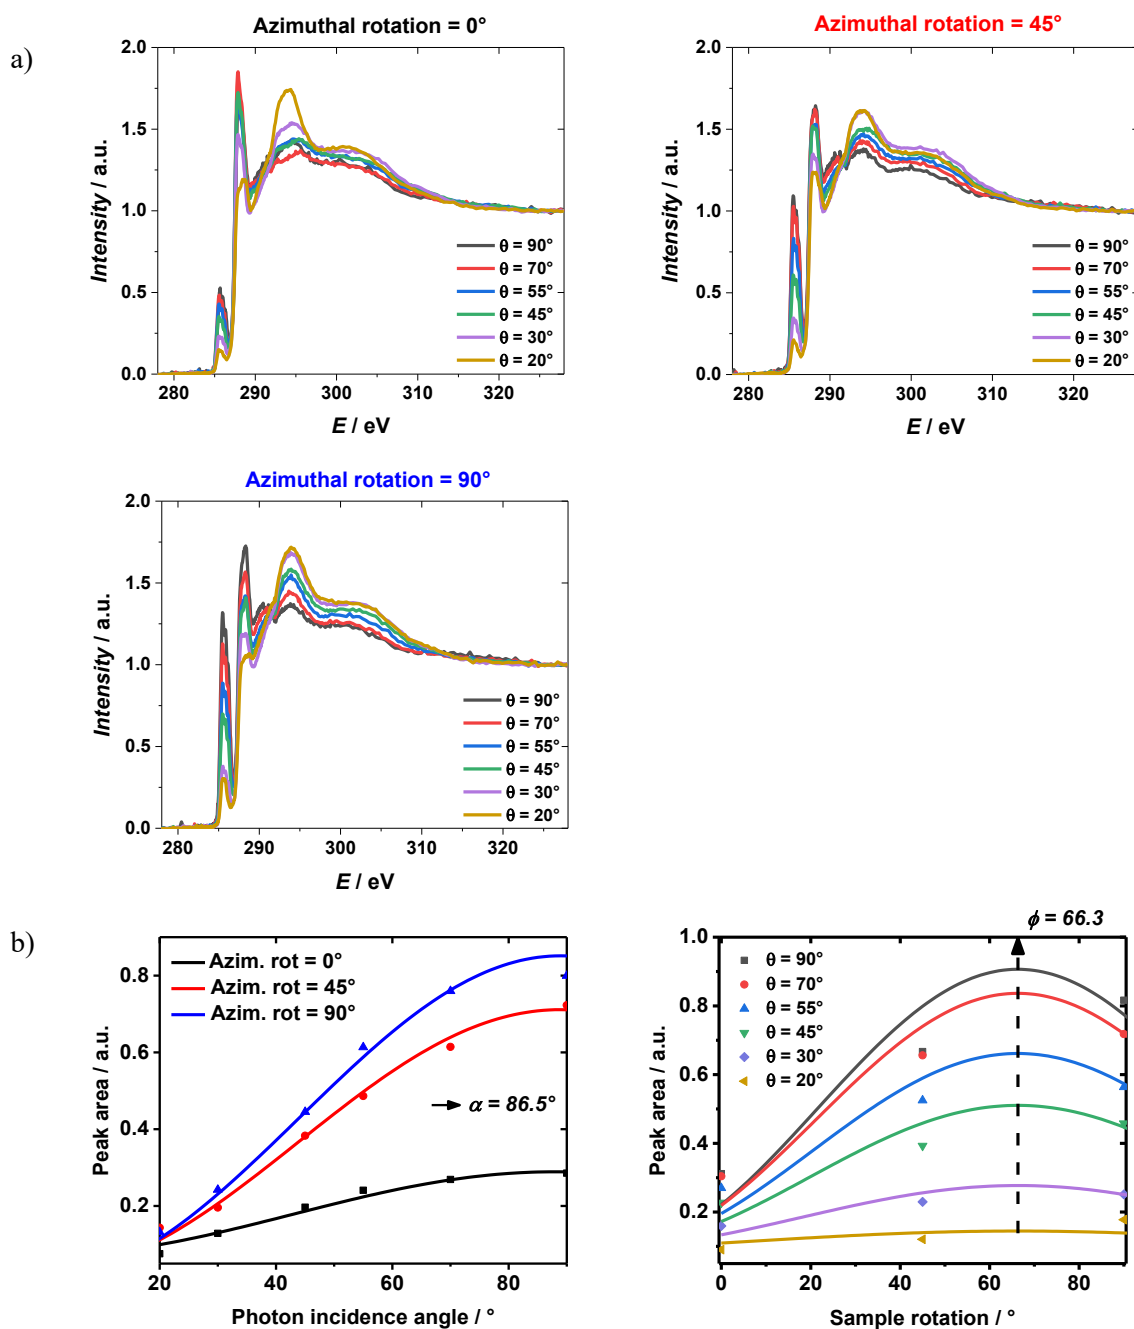 a)
Azimuthal rotation = 0°
2.0
1.5
1.0
0.5
0.0
Intensity / a.u.
θ = 90°
θ = 70°
θ = 55°
θ = 45°
θ = 30°
θ = 20°
280 290 300 310 320
E / eV
Azimuthal rotation = 45°
2.0
1.5
1.0
0.5
0.0
Intensity / a.u.
θ = 90°
θ = 70°
θ = 55°
θ = 45°
θ = 30°
θ = 20°
280 290 300 310 320
E / eV
Azimuthal rotation = 90°
2.0
1.5
1.0
0.5
0.0
Intensity / a.u.
θ = 90°
θ = 70°
θ = 55°
θ = 45°
θ = 30°
θ = 20°
280 290 300 310 320
E / eV
b)
0.8
0.6
0.4
0.2
Peak area / a.u.
Azim. rot = 0°
Azim. rot = 45°
Azim. rot = 90°
α = 86.5°
20 40 60 80
Photon incidence angle / °
ϕ = 66.3
1.0
0.8
0.6
0.4
0.2
Peak area / a.u.
θ = 90°
θ = 70°
θ = 55°
θ = 45°
θ = 30°
θ = 20°
0 20 40 60 80
Sample rotation / °